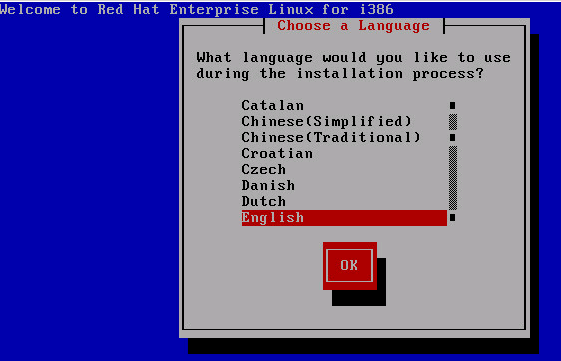 Welcome to Red Hat Enterprise Linux for i386
Choose a Language
What language would you like to use
during the installation process?
Catalan
Chinese(Simplified)
Chinese(Traditional)
Croatian
Czech
Danish
Dutch
English
OK